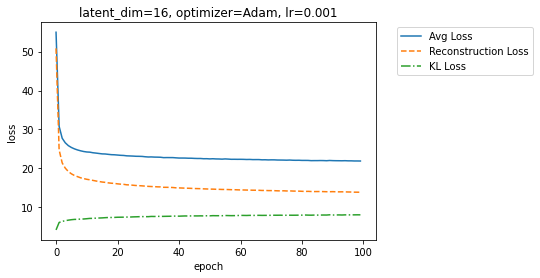 latent_dim=16, optimizer=Adam, lr=0.001
Avg Loss
Reconstruction Loss
KL Loss
50
40
30
20
10
loss
0 20 40 60 80 100
epoch